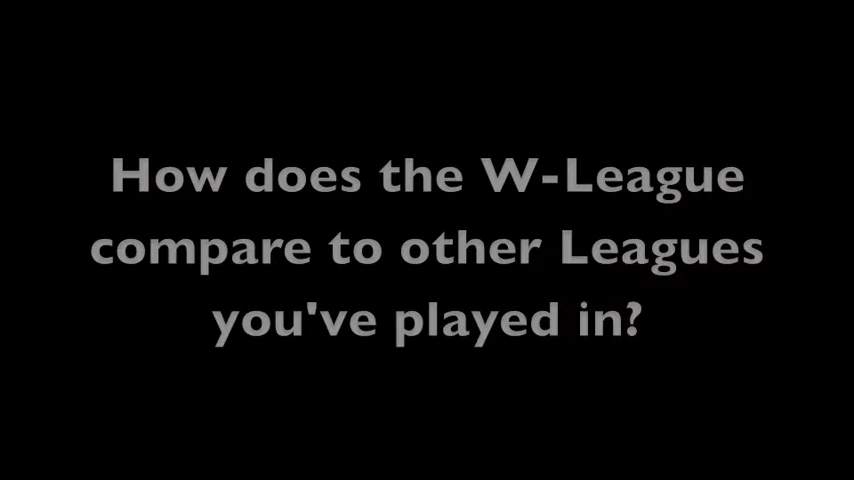 How does the W-League
compare to other Leagues
you've played in?